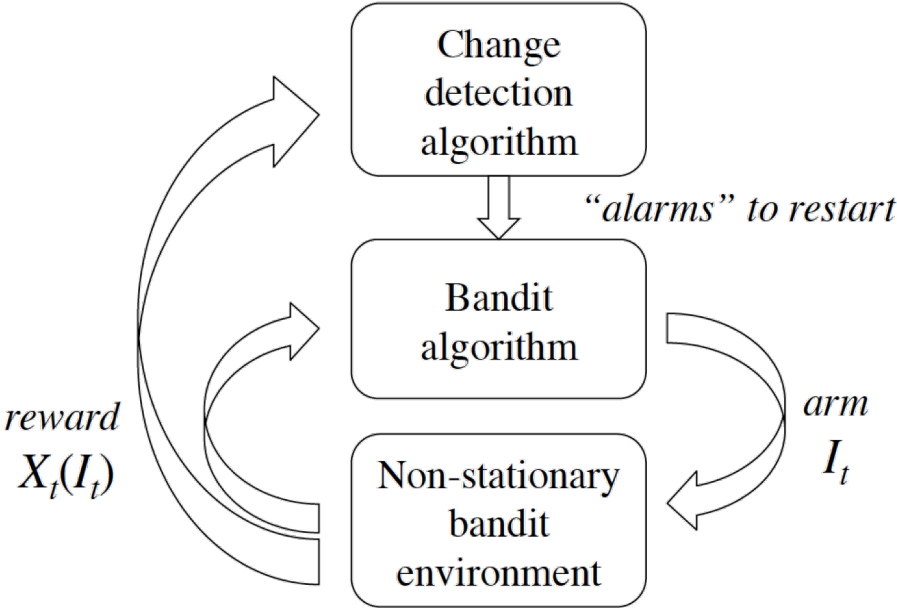 Change
detection
algorithm
“alarms” to restart
Bandit
algorithm
reward
X_t(I_t)
arm
I_t
Non-stationary
bandit
environment